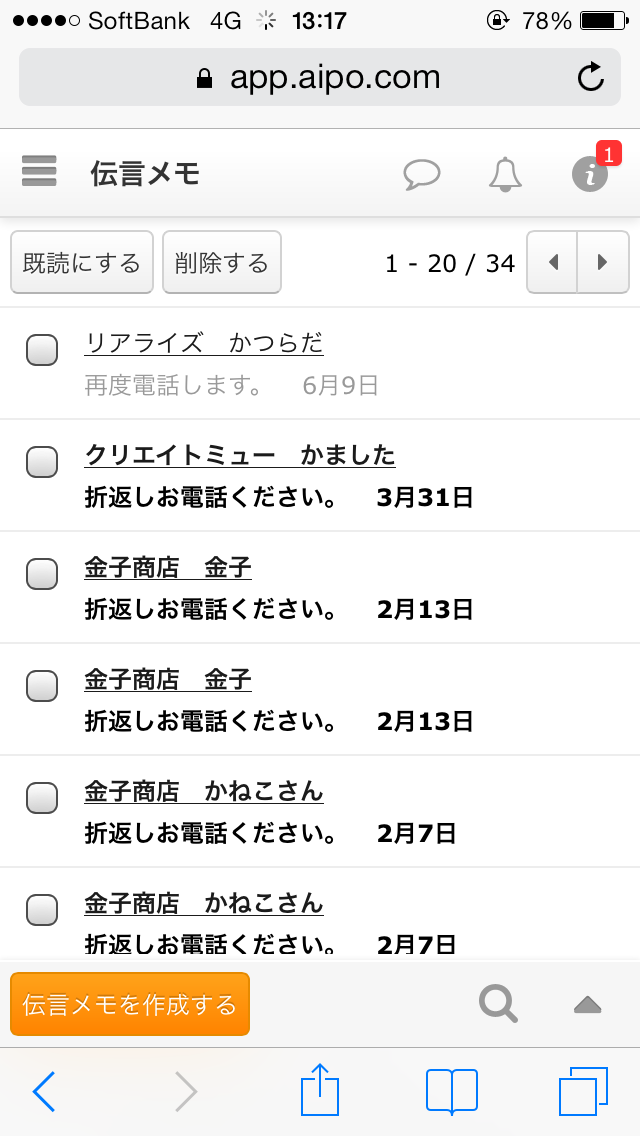 SoftBank 4G 13:17 78%
app.aipo.com
伝言メモ 1
既読にする 削除する 1 - 20 / 34
リアライズ　かつらだ
再度電話します。 6月9日
クリエイトミュー　かました
折返しお電話ください。 3月31日
金子商店　金子
折返しお電話ください。 2月13日
金子商店　金子
折返しお電話ください。 2月13日
金子商店　かねこさん
折返しお電話ください。 2月7日
金子商店　かねこさん
折返しお電話ください。 2月7日
伝言メモを作成する